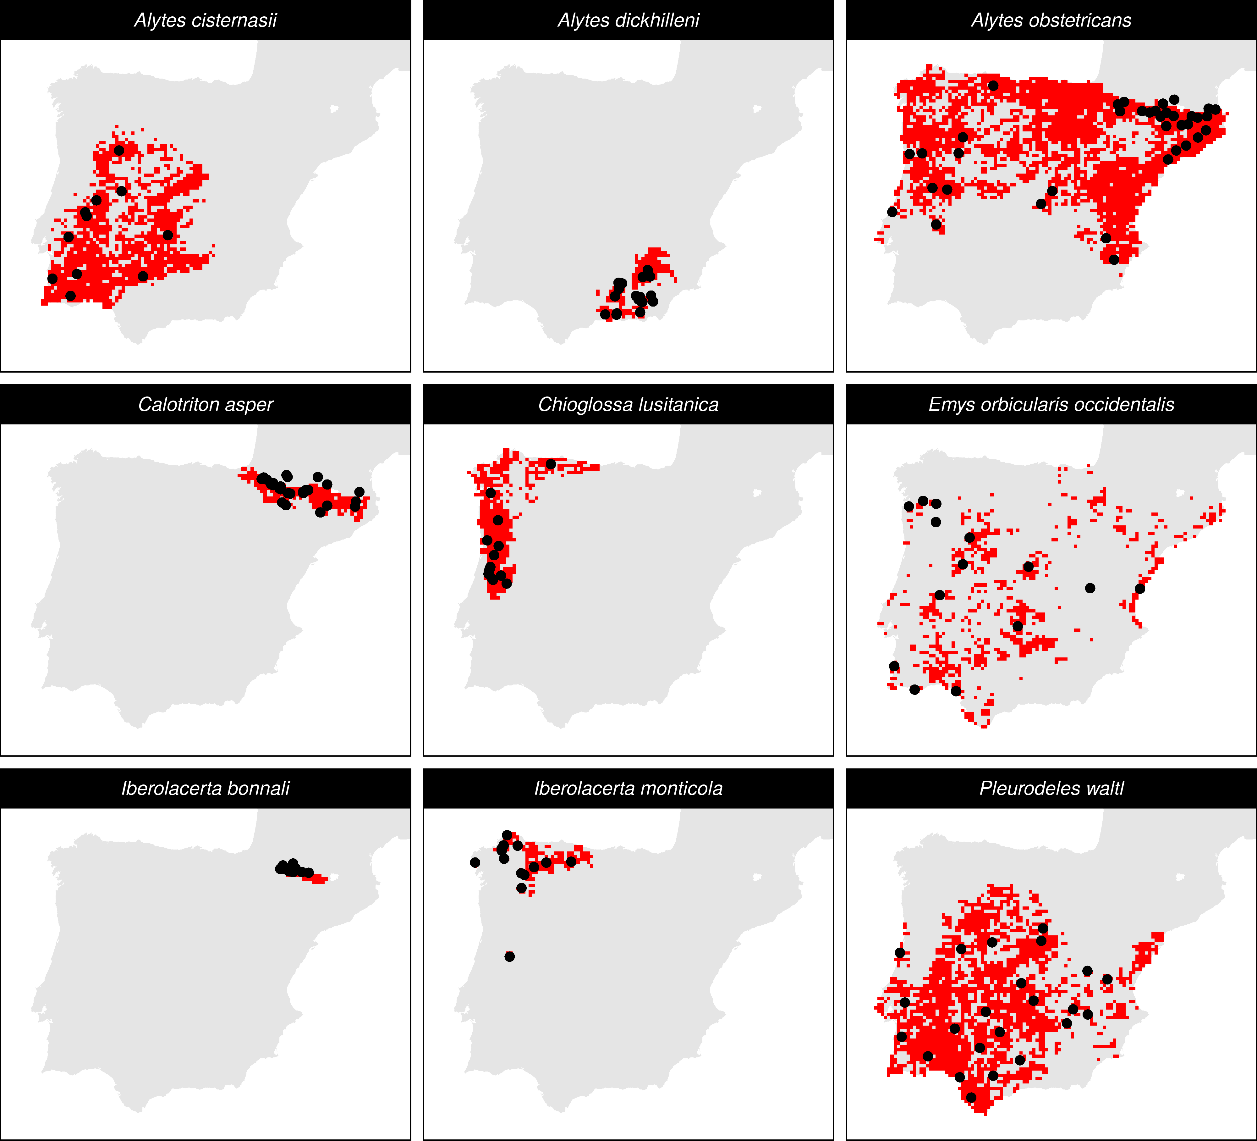 Alytes cisternasii
Alytes dickhilleni
Alytes obstetricans
Calotriton asper
Chioglossa lusitanica
Emys orbicularis occidentalis
Iberolacerta bonnali
Iberolacerta monticola
Pleurodeles waltl